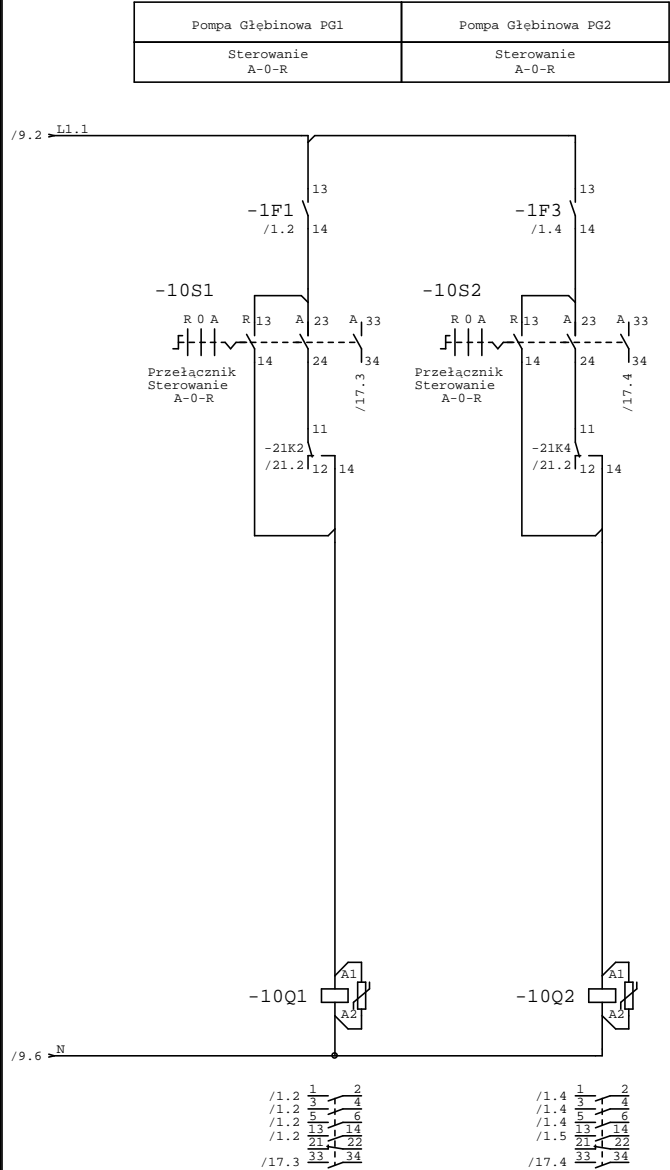 Pompa Głębinowa PG1 Pompa Głębinowa PG2
Sterowanie Sterowanie
A-0-R A-0-R
/9.2 L1.1
13 13
-1F1 -1F3
/1.2 14 /1.4 14
-10S1 -10S2
R 0 A R 13 A 23 A 33 R 0 A R 13 A 23 A 33
14 24 34 14 24 34
Przełącznik Przełącznik
Sterowanie Sterowanie
A-0-R A-0-R
/17.3 /17.4
11 11
-21K2 -21K4
/21.2 12 14 /21.2 12 14
A1 A1
-10Q1 -10Q2
A2 A2
/9.6 N
/1.2 1 2 /1.4 1 2
/1.2 3 4 /1.4 3 4
/1.2 5 6 /1.4 5 6
/1.2 13 14 /1.5 13 14
21 22 21 22
/17.3 33 34 /17.4 33 34